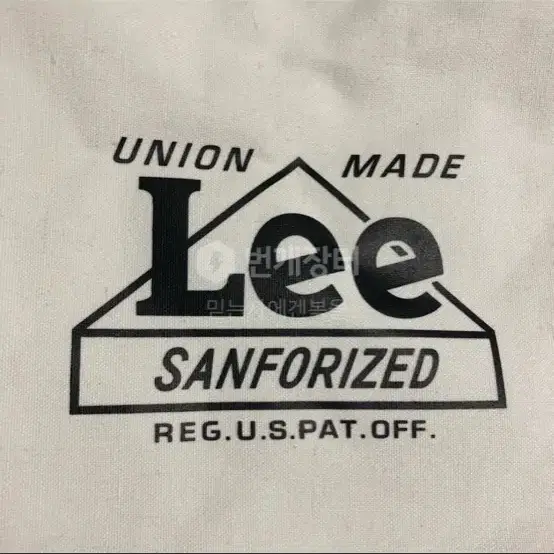 UNION MADE
Lee
번개장터
SANFORIZED
REG.U.S.PAT.OFF.